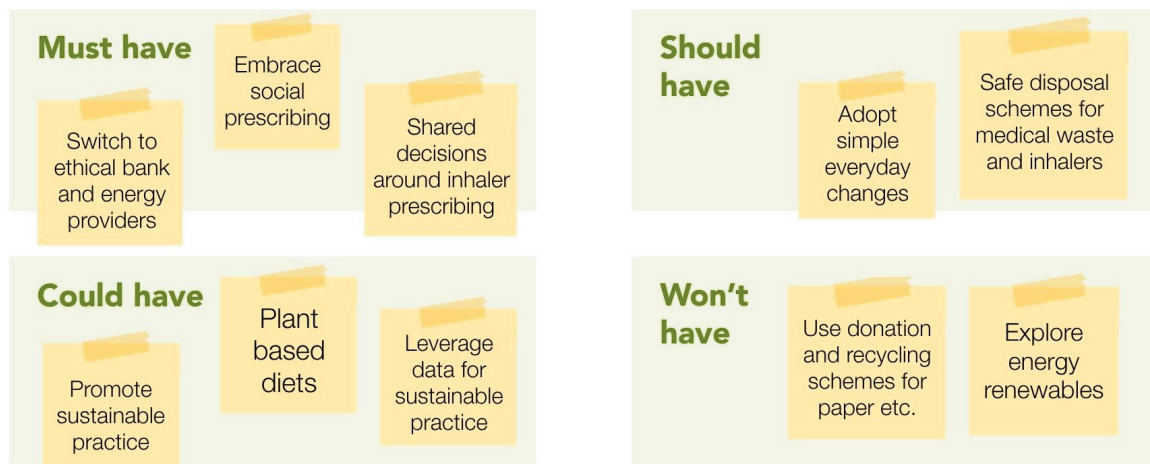 Must have
Switch to
ethical bank
and energy
providers
Embrace
social
prescribing
Shared
decisions
around inhaler
prescribing
Should
have
Adopt
simple
everyday
changes
Safe disposal
schemes for
medical waste
and inhalers
Could have
Promote
sustainable
practice
Plant
based
diets
Leverage
data for
sustainable
practice
Won’t
have
Use donation
and recycling
schemes for
paper etc.
Explore
energy
renewables